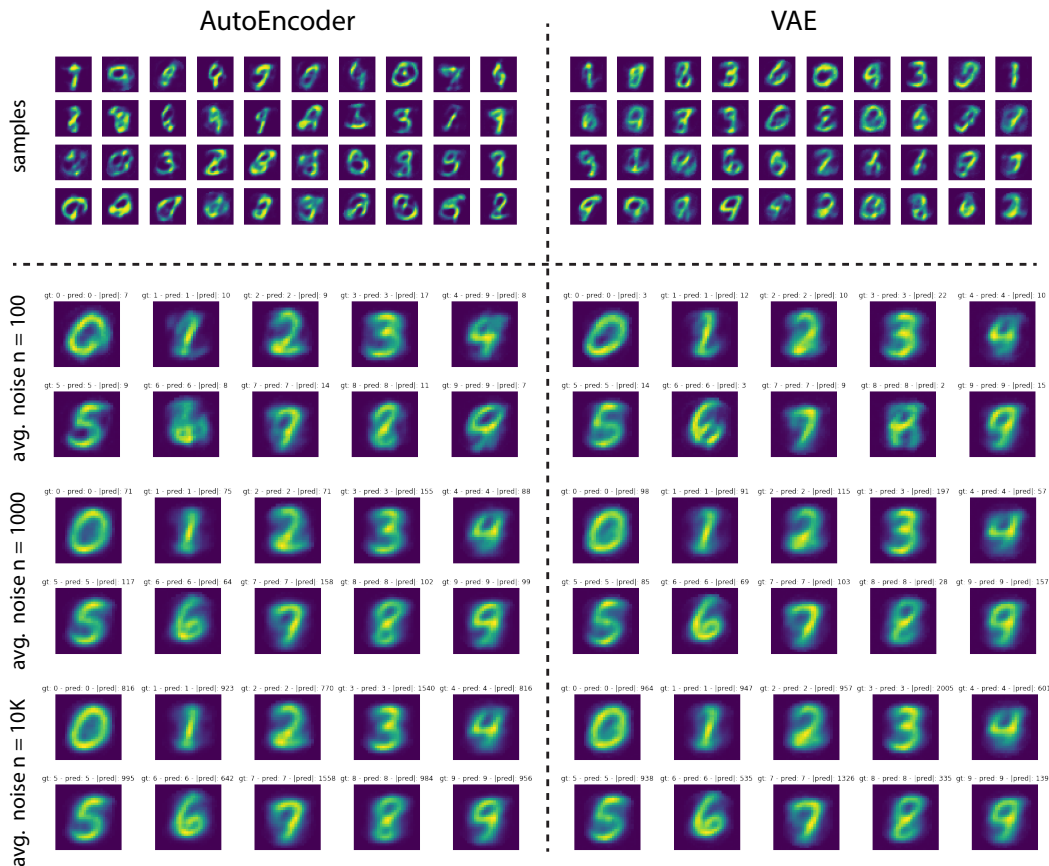 AutoEncoder VAE
samples
avg. noise n = 100
gt: 0 - pred: 0 - |pred|: 7 gt: 1 - pred: 1 - |pred|: 10 gt: 2 - pred: 2 - |pred|: 9 gt: 3 - pred: 3 - |pred|: 17 gt: 4 - pred: 9 - |pred|: 8 gt: 0 - pred: 0 - |pred|: 3 gt: 1 - pred: 1 - |pred|: 12 gt: 2 - pred: 2 - |pred|: 10 gt: 3 - pred: 3 - |pred|: 22 gt: 4 - pred: 4 - |pred|: 10
gt: 5 - pred: 5 - |pred|: 9 gt: 6 - pred: 6 - |pred|: 8 gt: 7 - pred: 7 - |pred|: 14 gt: 8 - pred: 8 - |pred|: 11 gt: 9 - pred: 9 - |pred|: 7 gt: 5 - pred: 5 - |pred|: 14 gt: 6 - pred: 6 - |pred|: 3 gt: 7 - pred: 7 - |pred|: 9 gt: 8 - pred: 8 - |pred|: 2 gt: 9 - pred: 9 - |pred|: 15
avg. noise n = 1000
gt: 0 - pred: 0 - |pred|: 71 gt: 1 - pred: 1 - |pred|: 75 gt: 2 - pred: 2 - |pred|: 71 gt: 3 - pred: 3 - |pred|: 155 gt: 4 - pred: 4 - |pred|: 88 gt: 0 - pred: 0 - |pred|: 98 gt: 1 - pred: 1 - |pred|: 91 gt: 2 - pred: 2 - |pred|: 115 gt: 3 - pred: 3 - |pred|: 197 gt: 4 - pred: 4 - |pred|: 57
gt: 5 - pred: 5 - |pred|: 117 gt: 6 - pred: 6 - |pred|: 64 gt: 7 - pred: 7 - |pred|: 158 gt: 8 - pred: 8 - |pred|: 102 gt: 9 - pred: 9 - |pred|: 99 gt: 5 - pred: 5 - |pred|: 85 gt: 6 - pred: 6 - |pred|: 69 gt: 7 - pred: 7 - |pred|: 103 gt: 8 - pred: 8 - |pred|: 28 gt: 9 - pred: 9 - |pred|: 157
avg. noise n = 10K
gt: 0 - pred: 0 - |pred|: 816 gt: 1 - pred: 1 - |pred|: 923 gt: 2 - pred: 2 - |pred|: 770 gt: 3 - pred: 3 - |pred|: 1540 gt: 4 - pred: 4 - |pred|: 816 gt: 0 - pred: 0 - |pred|: 964 gt: 1 - pred: 1 - |pred|: 947 gt: 2 - pred: 2 - |pred|: 957 gt: 3 - pred: 3 - |pred|: 2005 gt: 4 - pred: 4 - |pred|: 601
gt: 5 - pred: 5 - |pred|: 995 gt: 6 - pred: 6 - |pred|: 642 gt: 7 - pred: 7 - |pred|: 1558 gt: 8 - pred: 8 - |pred|: 984 gt: 9 - pred: 9 - |pred|: 956 gt: 5 - pred: 5 - |pred|: 938 gt: 6 - pred: 6 - |pred|: 535 gt: 7 - pred: 7 - |pred|: 1326 gt: 8 - pred: 8 - |pred|: 335 gt: 9 - pred: 9 - |pred|: 139